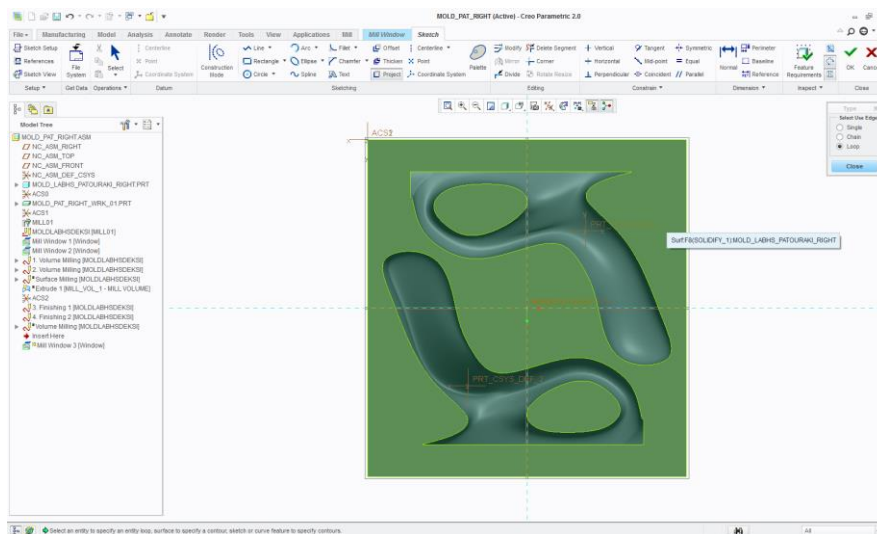 MOLD_PAT_RIGHT (Active) - Creo Parametric 2.0
File Manufacturing Model Analysis Annotate Render Tools View Applications Mill Mill Window Sketch
Sketch Setup
References
Sketch View
File System
Select
Centerline
Point
Coordinate System
Construction Mode
Line Arc Fillet Offset Centerline
Rectangle Ellipse Chamfer Thicken Point
Circle Spline Text Project Coordinate System
Palette
Modify Delete Segment
Mirror Corner
Divide Rotate Resize
Vertical Tangent Symmetric
Horizontal Mid-point Equal
Perpendicular Coincident Parallel
Normal
Perimeter
Baseline
Reference
Feature Requirements
OK Cancel
Setup Get Data Operations Datum Sketching Editing Constrain Dimension Inspect Close
Model Tree
MOLD_PAT_RIGHT.ASM
NC_ASM_RIGHT
NC_ASM_TOP
NC_ASM_FRONT
NC_ASM_DEF_CSYS
MOLD_LABHS_PATOURAKI_RIGHT.PRT
ACS0
MOLD_PAT_RIGHT_WRK_01.PRT
ACS1
MILL01
MOLDLABHSDEKSI [MILL01]
Mill Window 1 [Window]
Mill Window 2 [Window]
1. Volume Milling [MOLDLABHSDEKSI]
2. Volume Milling [MOLDLABHSDEKSI]
Surface Milling [MOLDLABHSDEKSI]
Extrude 1 [MILL_VOL_1 - MILL VOLUME]
ACS2
3. Finishing 1 [MOLDLABHSDEKSI]
4. Finishing 2 [MOLDLABHSDEKSI]
Volume Milling [MOLDLABHSDEKSI]
Insert Here
Mill Window 3 [Window]
ACS2
PRT_CSYS_DEF
Surf:F8(SOLIDIFY_1):MOLD_LABHS_PATOURAKI_RIGHT
Type
Select Use Edge
Single
Chain
Loop
Close
Select an entity to specify an entity loop, surface to specify a contour, sketch or curve feature to specify contours.
All